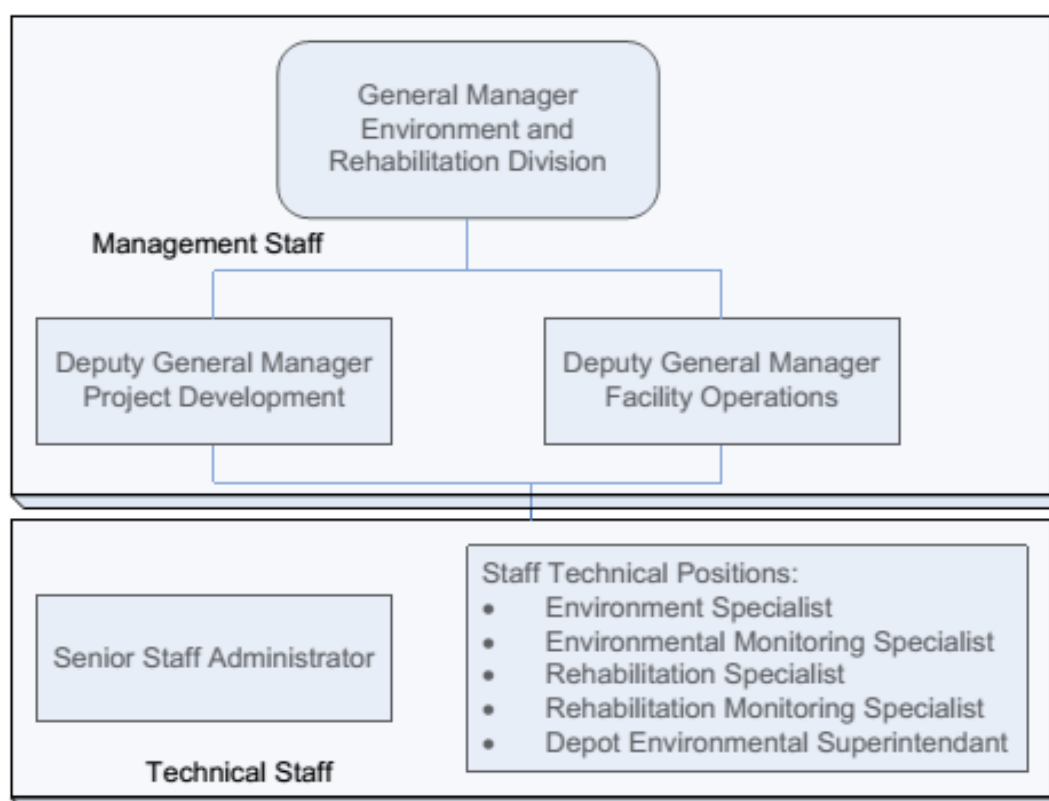 General Manager
Environment and
Rehabilitation Division
Management Staff
Deputy General Manager
Project Development
Deputy General Manager
Facility Operations
Senior Staff Administrator
Staff Technical Positions:
• Environment Specialist
• Environmental Monitoring Specialist
• Rehabilitation Specialist
• Rehabilitation Monitoring Specialist
• Depot Environmental Superintendant
Technical Staff